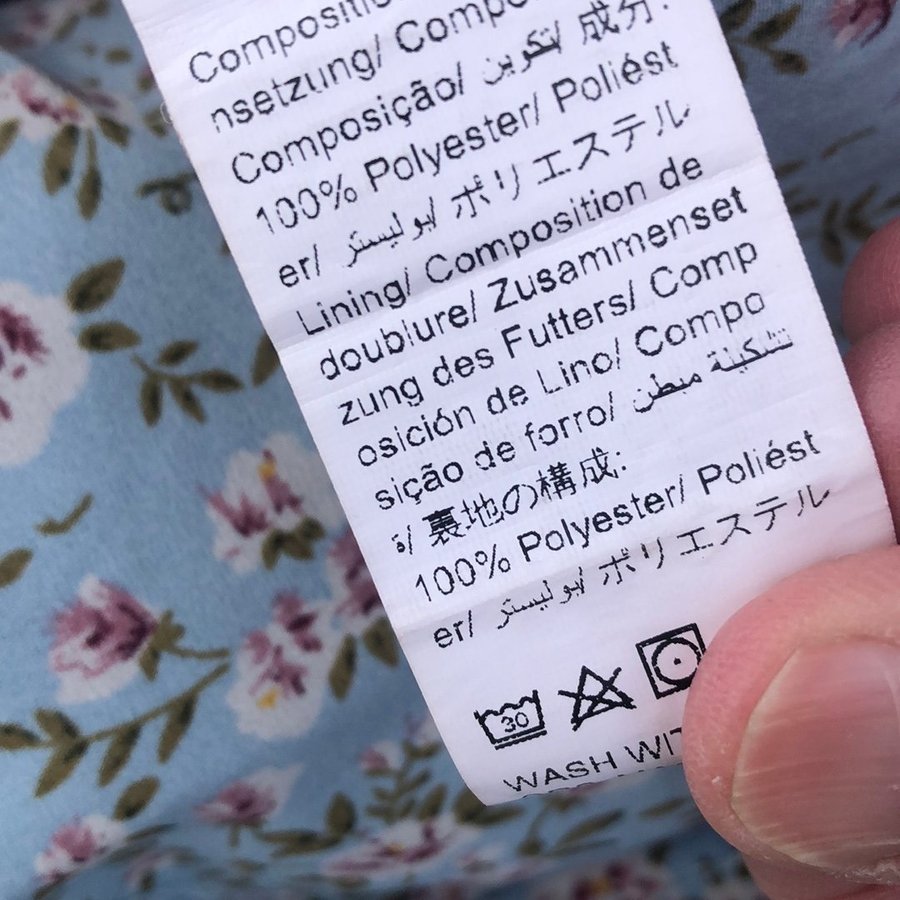 nsetzung/
Composição/ تكوين/ 成分:
100% Polyester/ Poliést
er/ بوليستر/ ポリエステル
Lining/ Composition de
doublure/ Zusammenset
zung des Futters/ Comp
osición de Lino/ Compo
sição de forro/ تشكيلة مبطن
ة/ 裏地の構成:
100% Polyester/ Poliést
er/ بوليستر/ ポリエステル
30
WASH